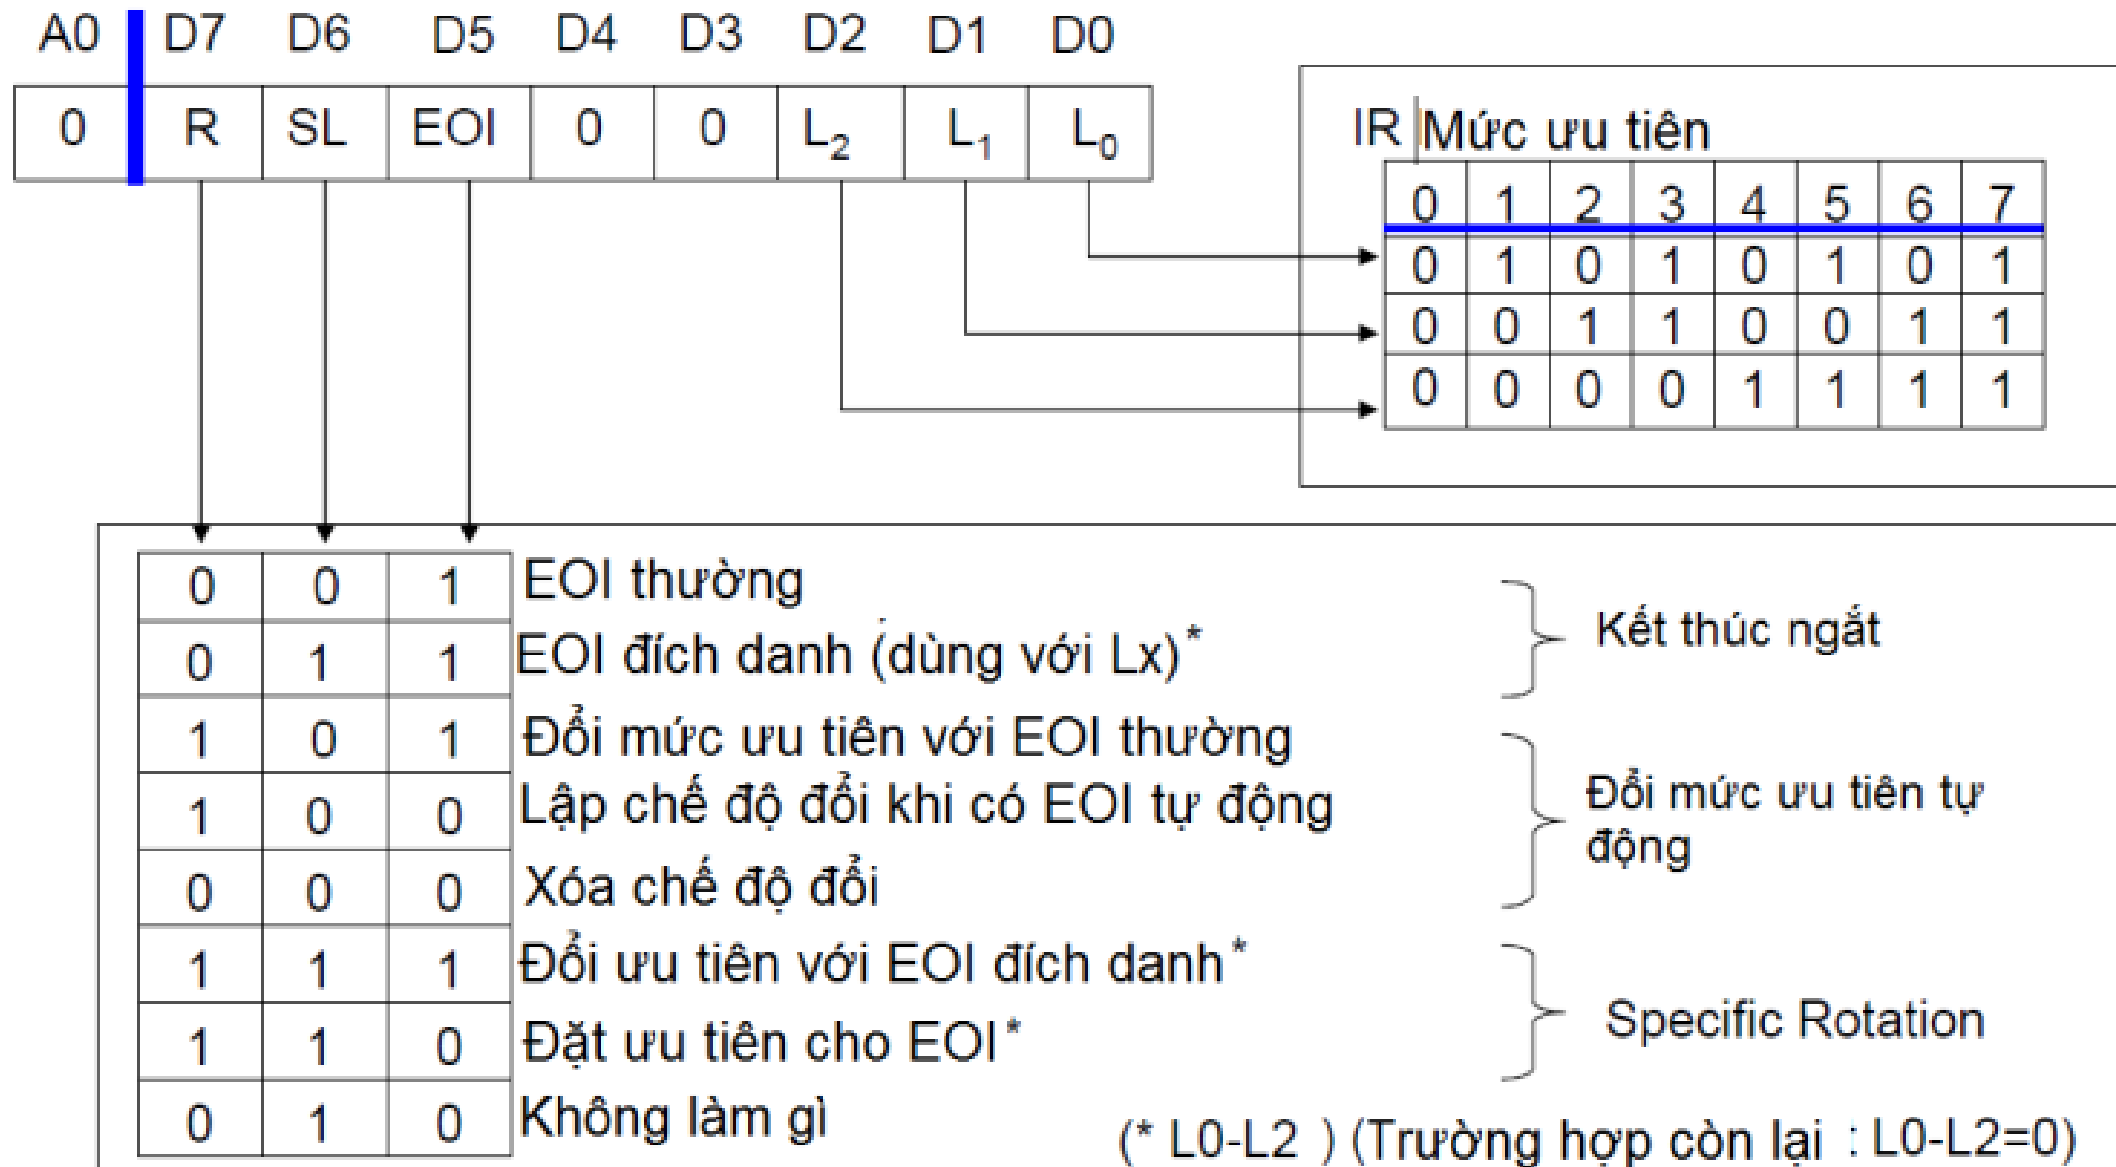 A0 D7 D6 D5 D4 D3 D2 D1 D0
0 R SL EOI 0 0 L2 L1 L0
IR Mức ưu tiên
0 1 2 3 4 5 6 7
0 1 0 1 0 1 0 1
0 0 1 1 0 0 1 1
0 0 0 0 1 1 1 1
0 0 1 EOI thường
0 1 1 EOI đích danh (dùng với Lx)*
Kết thúc ngắt
1 0 1 Đổi mức ưu tiên với EOI thường
1 0 0 Lập chế độ đổi khi có EOI tự động
0 0 0 Xóa chế độ đổi
Đổi mức ưu tiên tự
động
1 1 1 Đổi ưu tiên với EOI đích danh*
1 1 0 Đặt ưu tiên cho EOI*
Specific Rotation
0 1 0 Không làm gì
(* L0-L2 ) (Trường hợp còn lại : L0-L2=0)